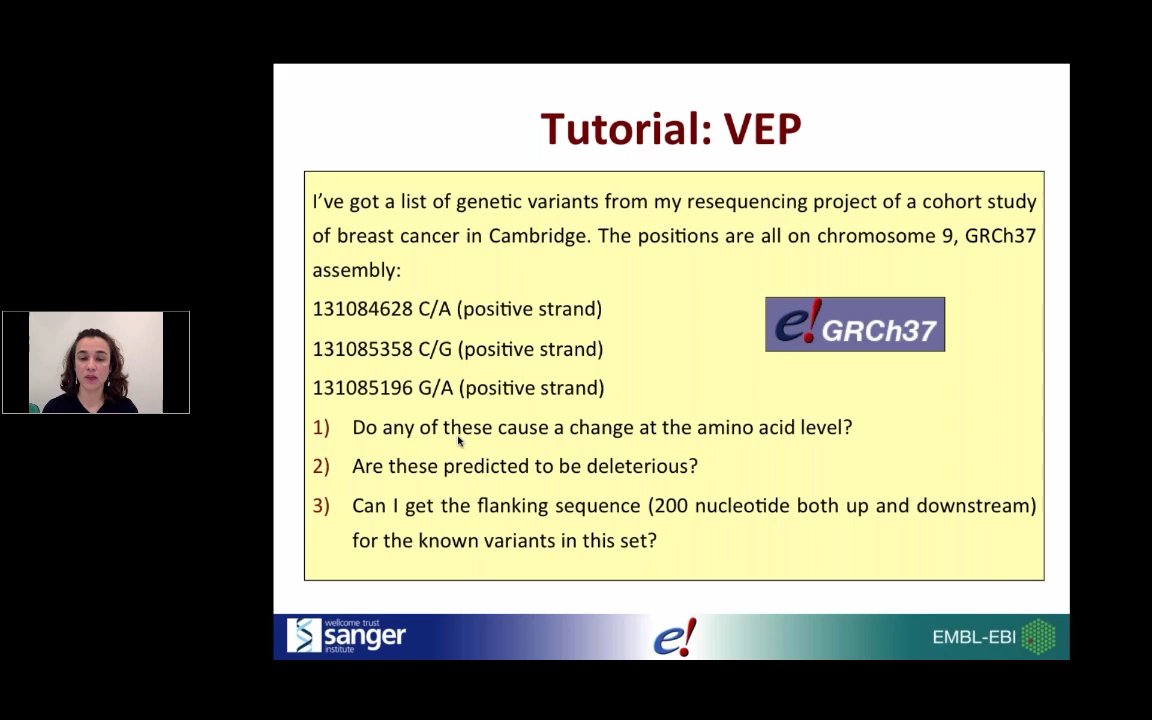 Tutorial: VEP
I've got a list of genetic variants from my resequencing project of a cohort study
of breast cancer in Cambridge. The positions are all on chromosome 9, GRCh37
assembly:
131084628 C/A (positive strand)
e! GRCh37
131085358 C/G (positive strand)
131085196 G/A (positive strand)
1) Do any of these cause a change at the amino acid level?
2) Are these predicted to be deleterious?
3) Can I get the flanking sequence (200 nucleotide both up and downstream)
for the known variants in this set?
wellcome trust
sanger
institute
e!
EMBL-EBI